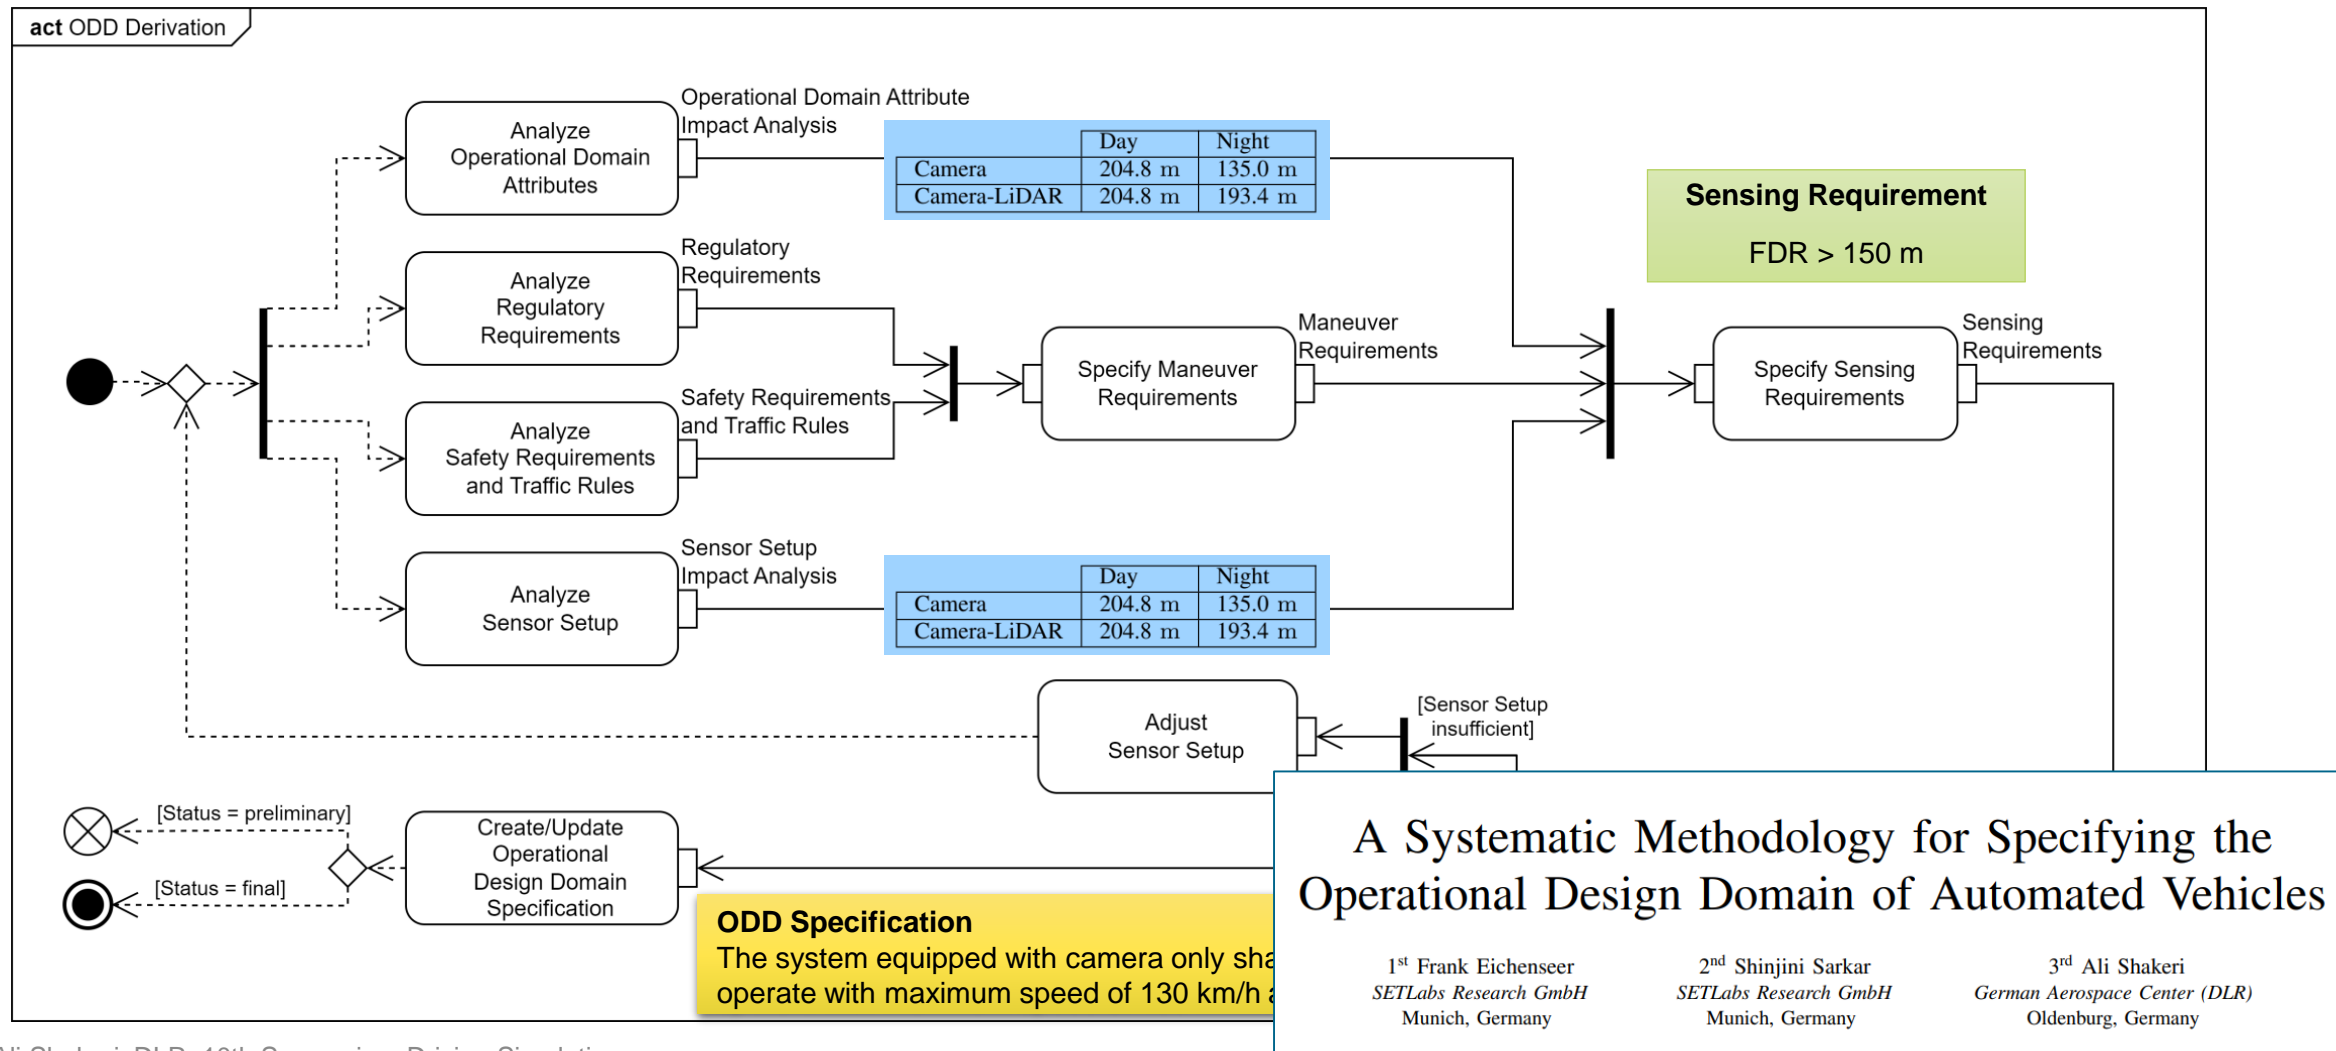 act ODD Derivation
Operational Domain Attribute
Impact Analysis
Analyze
Operational Domain
Attributes
Day Night
Camera 204.8 m 135.0 m
Camera-LiDAR 204.8 m 193.4 m
Sensing Requirement
FDR > 150 m
Regulatory
Requirements
Analyze
Regulatory
Requirements
Maneuver
Requirements
Specify Maneuver
Requirements
Sensing
Requirements
Specify Sensing
Requirements
Safety Requirements
and Traffic Rules
Analyze
Safety Requirements
and Traffic Rules
Sensor Setup
Impact Analysis
Analyze
Sensor Setup
Day Night
Camera 204.8 m 135.0 m
Camera-LiDAR 204.8 m 193.4 m
Adjust
Sensor Setup
[Sensor Setup
insufficient]
[Status = preliminary]
[Status = final]
Create/Update
Operational
Design Domain
Specification
ODD Specification
The system equipped with camera only
operate with maximum speed of 130 km/h
A Systematic Methodology for Specifying the
Operational Design Domain of Automated Vehicles
1st Frank Eichenseer
SETLabs Research GmbH
Munich, Germany
2nd Shinjini Sarkar
SETLabs Research GmbH
Munich, Germany
3rd Ali Shakeri
German Aerospace Center (DLR)
Oldenburg, Germany